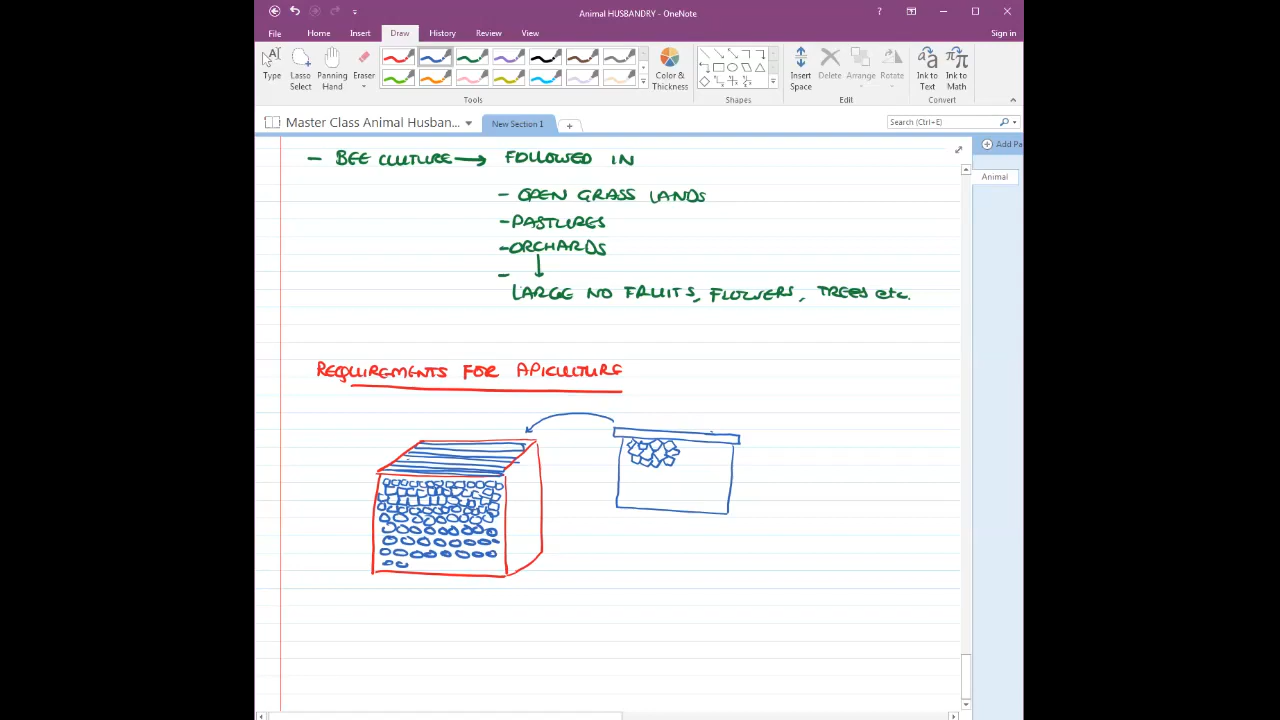 Animal HUSBANDRY - OneNote
File Home Insert Draw History Review View Sign in
Type Lasso Select Panning Hand Eraser Color & Thickness Insert Space Delete Arrange Rotate Ink to Text Ink to Math
Tools Shapes Edit Convert
Master Class Animal Husban... New Section 1 Search (Ctrl+E)
Add Pa
Animal
- BEE CULTURE → FOLLOWED IN
- OPEN GRASS LANDS
- PASTURES
- ORCHARDS
-
LARGE NO FRUITS, FLOWERS, TREES etc.
REQUIREMENTS FOR APICULTURE